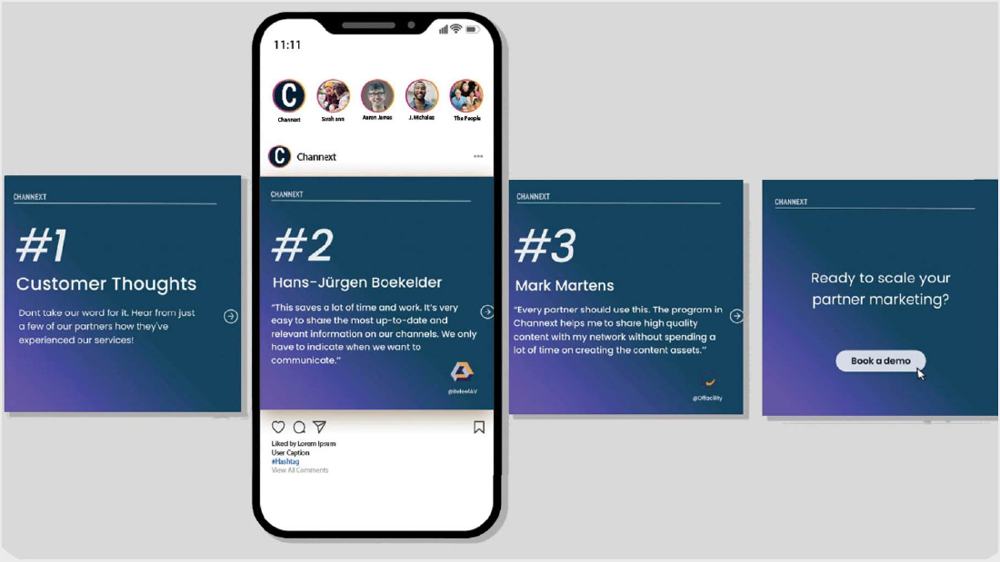 11:11
Channext
Sarah ann
Aaron James
J. Micholas
The People
Channext
CHANNEXT
#1
Customer Thoughts
Dont take our word for it. Hear from just
a few of our partners how they've
experienced our services!
CHANNEXT
#2
Hans-Jürgen Boekelder
"This saves a lot of time and work. It's very
easy to share the most up-to-date and
relevant information on our channels. We only
have to indicate when we want to
communicate."
Liked by Lorem Ipsum
User Caption
#Hashtag
View All Comments
CHANNEXT
#3
Mark Martens
"Every partner should use this. The program in
Channext helps me to share high quality
content with my network without spending a
lot of time on creating the content assets."
@Offacility
CHANNEXT
Ready to scale your
partner marketing?
Book a demo